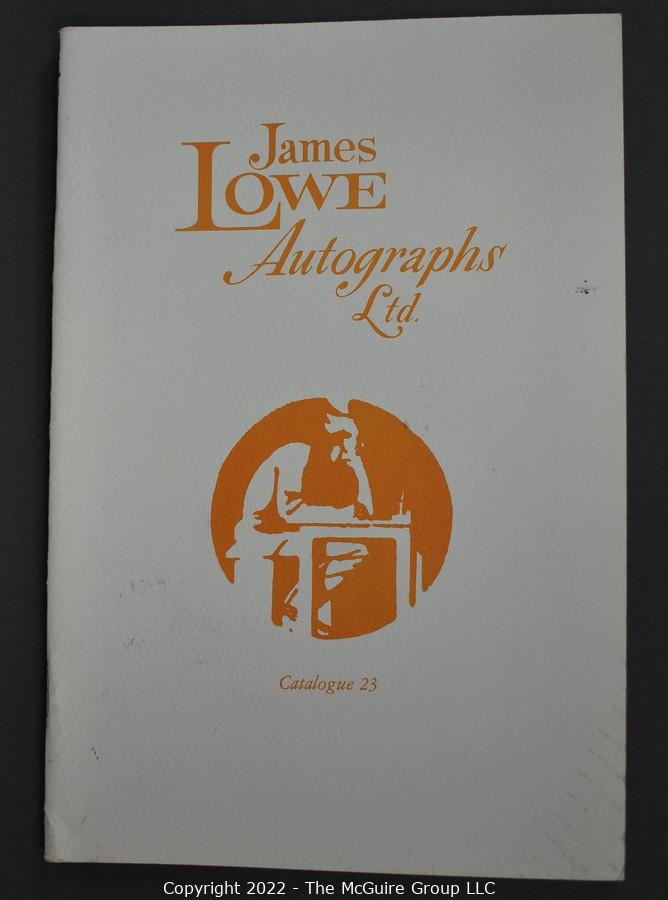 James
LOWE
Autographs
Ltd.
Catalogue 23
Copyright 2022 - The McGuire Group LLC